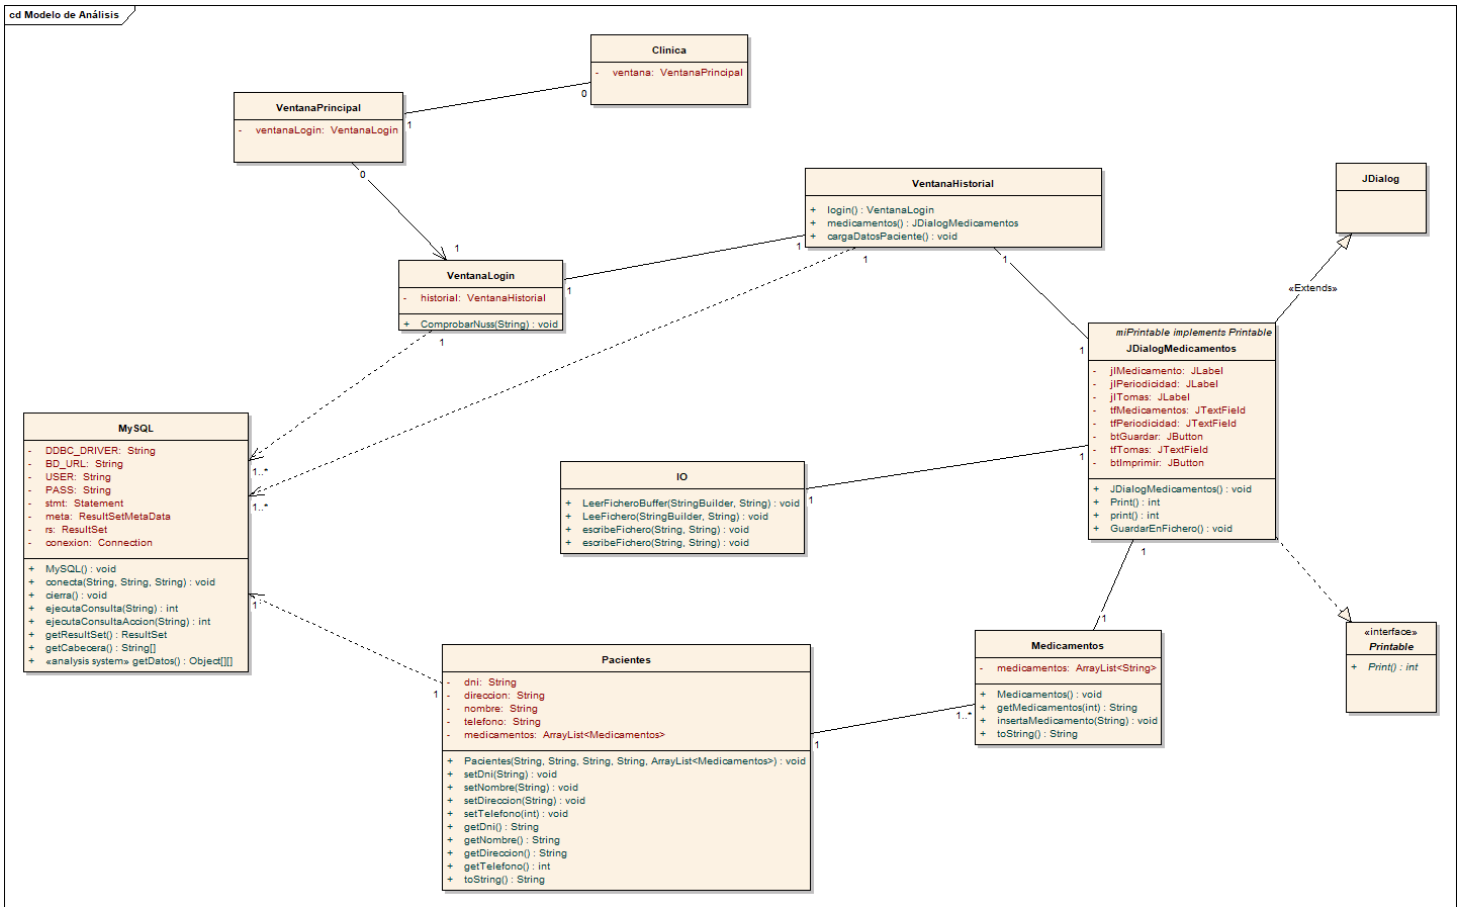 cd Modelo de Análisis
Clinica
- ventana: VentanaPrincipal
0
VentanaPrincipal
- ventanaLogin: VentanaLogin
1
0
1
VentanaHistorial
+ login() : VentanaLogin
+ medicamentos() : JDialogMedicamentos
+ cargaDatosPaciente() : void
1
1
1
JDialog
«Extends»
VentanaLogin
- historial: VentanaHistorial
+ ComprobarNuss(String) : void
1
1
miPrintable implements Printable
JDialogMedicamentos
- jlMedicamento: JLabel
- jlPeriodicidad: JLabel
- jlTomas: JLabel
- tfMedicamentos: JTextField
- tfPeriodicidad: JTextField
- btGuardar: JButton
- tfTomas: JTextField
- btImprimir: JButton
+ JDialogMedicamentos() : void
+ Print() : int
+ print() : int
+ GuardarEnFichero() : void
1
1
1
MySQL
- DDBC_DRIVER: String
- BD_URL: String
- USER: String
- PASS: String
- stmt: Statement
- meta: ResultSetMetaData
- rs: ResultSet
- conexion: Connection
+ MySQL() : void
+ conecta(String, String, String) : void
+ cierra() : void
+ ejecutaConsulta(String) : int
+ ejecutaConsultaAccion(String) : int
+ getResultSet() : ResultSet
+ getCabecera() : String[]
+ «analysis system» getDatos() : Object[][]
1..*
1..*
1
IO
+ LeerFicheroBuffer(StringBuilder, String) : void
+ LeeFichero(StringBuilder, String) : void
+ escribeFichero(String, String) : void
+ escribeFichero(String, String) : void
1
«interface»
Printable
+ Print() : int
Medicamentos
- medicamentos: ArrayList<String>
+ Medicamentos() : void
+ getMedicamentos(int) : String
+ insertaMedicamento(String) : void
+ toString() : String
1
1..*
Pacientes
- dni: String
- direccion: String
- nombre: String
- telefono: String
- medicamentos: ArrayList<Medicamentos>
+ Pacientes(String, String, String, String, ArrayList<Medicamentos>) : void
+ setDni(String) : void
+ setNombre(String) : void
+ setDireccion(String) : void
+ setTelefono(int) : void
+ getDni() : String
+ getNombre() : String
+ getDireccion() : String
+ getTelefono() : int
+ toString() : String
1
1